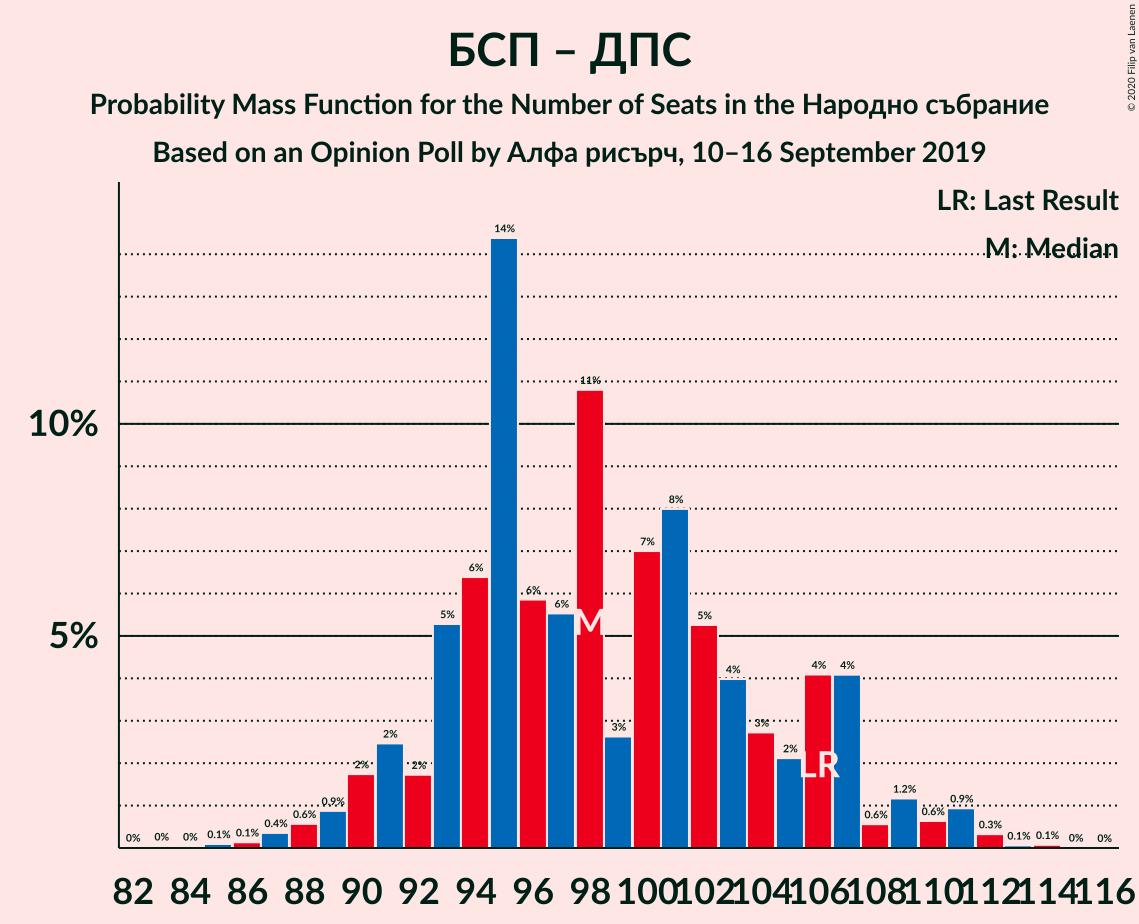 БСП – ДПС
Probability Mass Function for the Number of Seats in the Народно събрание
Based on an Opinion Poll by Алфа рисърч, 10–16 September 2019
© 2020 Filip van Laenen
LR: Last Result
M: Median
10%
5%
0% 0% 0% 0.1% 0.1% 0.4% 0.6% 0.9% 2% 2% 2% 5% 6% 14% 6% 6% 11% 3% 7% 8% 5% 4% 3% 2% 4% 4% 0.6% 1.2% 0.6% 0.9% 0.3% 0.1% 0.1% 0% 0%
M
LR
82 84 86 88 90 92 94 96 98 100 102 104 106 108 110 112 114 116